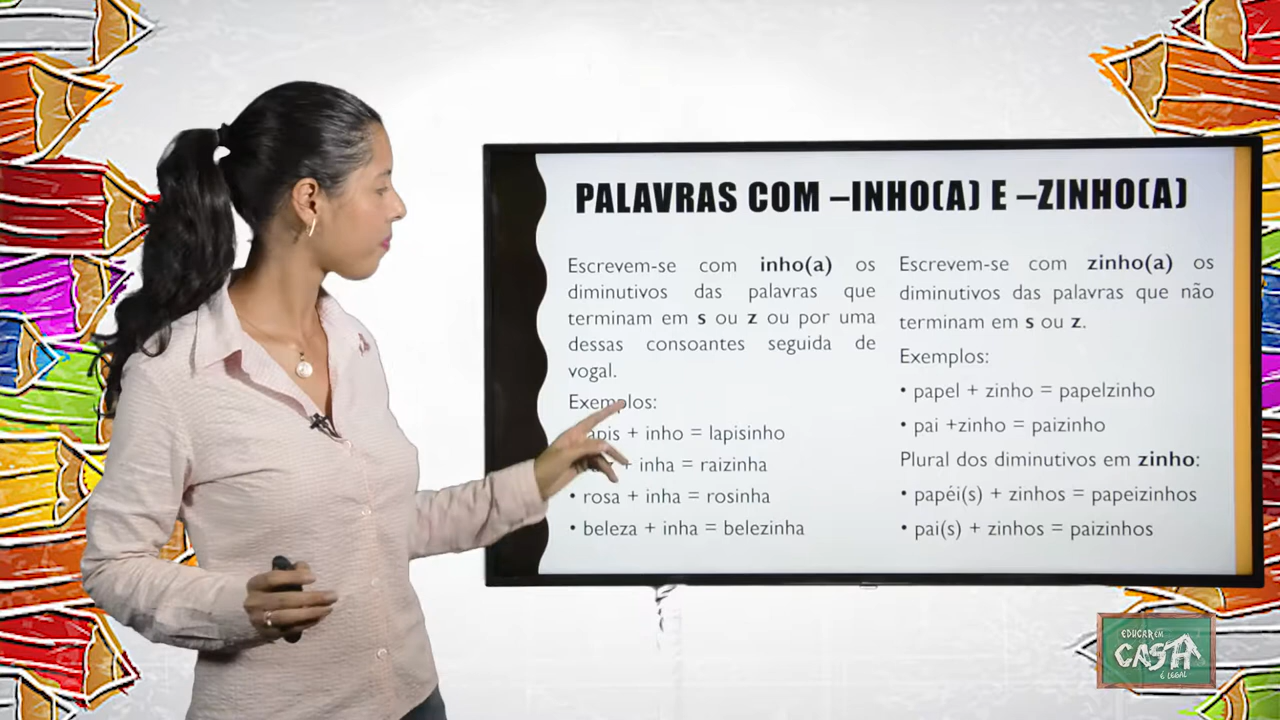 PALAVRAS COM –INHO(A) E –ZINHO(A)
Escrevem-se com inho(a) os
diminutivos das palavras que
terminam em s ou z ou por uma
dessas consoantes seguida de
vogal.
Exemplos:
+ inho = lapisinho
+ inha = raizinha
• rosa + inha = rosinha
• beleza + inha = belezinha
Escrevem-se com zinho(a) os
diminutivos das palavras que não
terminam em s ou z.
Exemplos:
• papel + zinho = papelzinho
• pai +zinho = paizinho
Plural dos diminutivos em zinho:
• papéi(s) + zinhos = papeizinhos
• pai(s) + zinhos = paizinhos
EDUCAR EM
CASA
É LEGAL